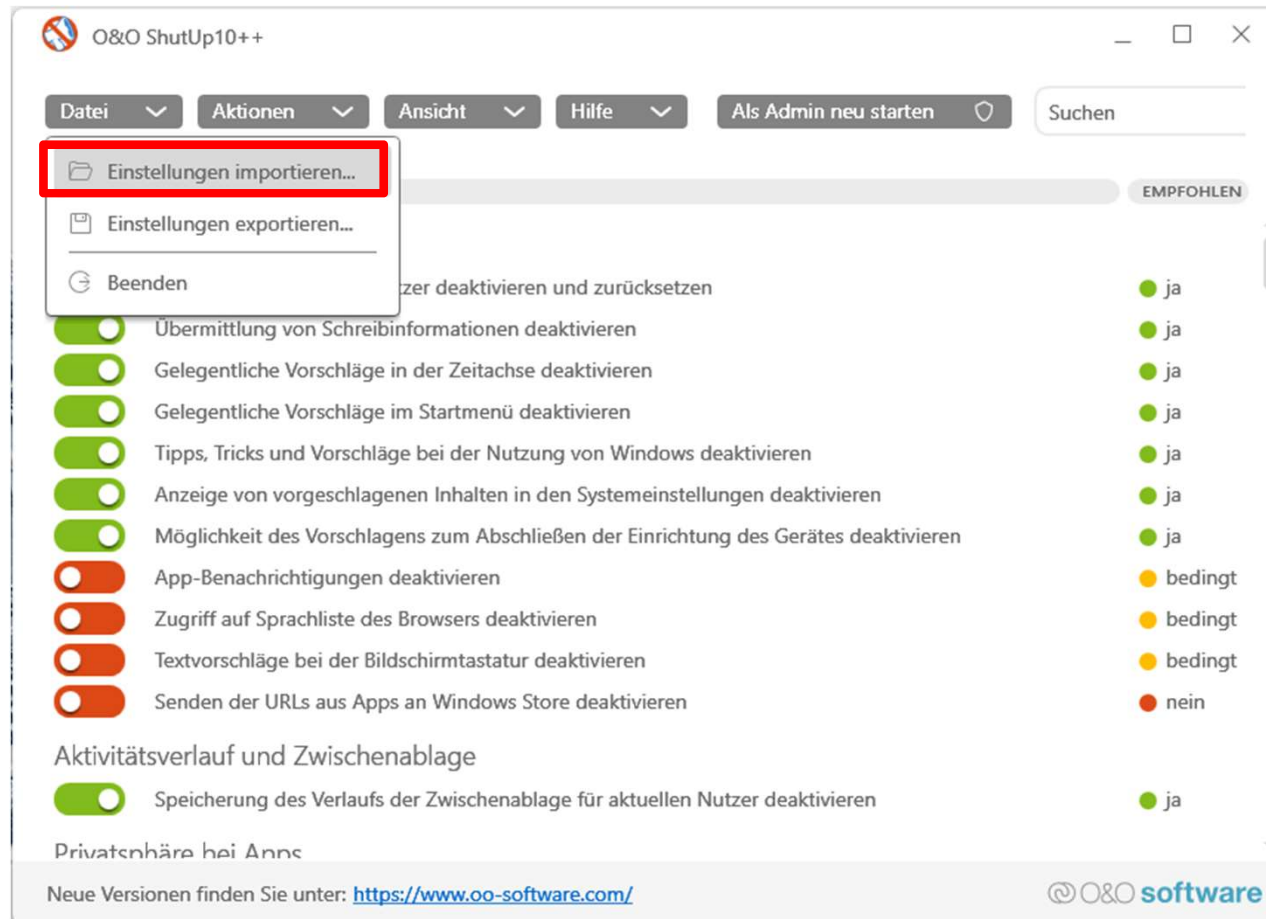 O&O ShutUp10++
Datei Aktionen Ansicht Hilfe Als Admin neu starten Suchen
Einstellungen importieren...
EMPFOHLEN
Einstellungen exportieren...
Beenden
deaktivieren und zurücksetzen ja
Übermittlung von Schreibinformationen deaktivieren ja
Gelegentliche Vorschläge in der Zeitachse deaktivieren ja
Gelegentliche Vorschläge im Startmenü deaktivieren ja
Tipps, Tricks und Vorschläge bei der Nutzung von Windows deaktivieren ja
Anzeige von vorgeschlagenen Inhalten in den Systemeinstellungen deaktivieren ja
Möglichkeit des Vorschlagens zum Abschließen der Einrichtung des Gerätes deaktivieren ja
App-Benachrichtigungen deaktivieren bedingt
Zugriff auf Sprachliste des Browsers deaktivieren bedingt
Textvorschläge bei der Bildschirmtastatur deaktivieren bedingt
Senden der URLs aus Apps an Windows Store deaktivieren nein
Aktivitätsverlauf und Zwischenablage
Speicherung des Verlaufs der Zwischenablage für aktuellen Nutzer deaktivieren ja
Privatsphäre bei Apps
Neue Versionen finden Sie unter: https://www.oo-software.com/ O&O software